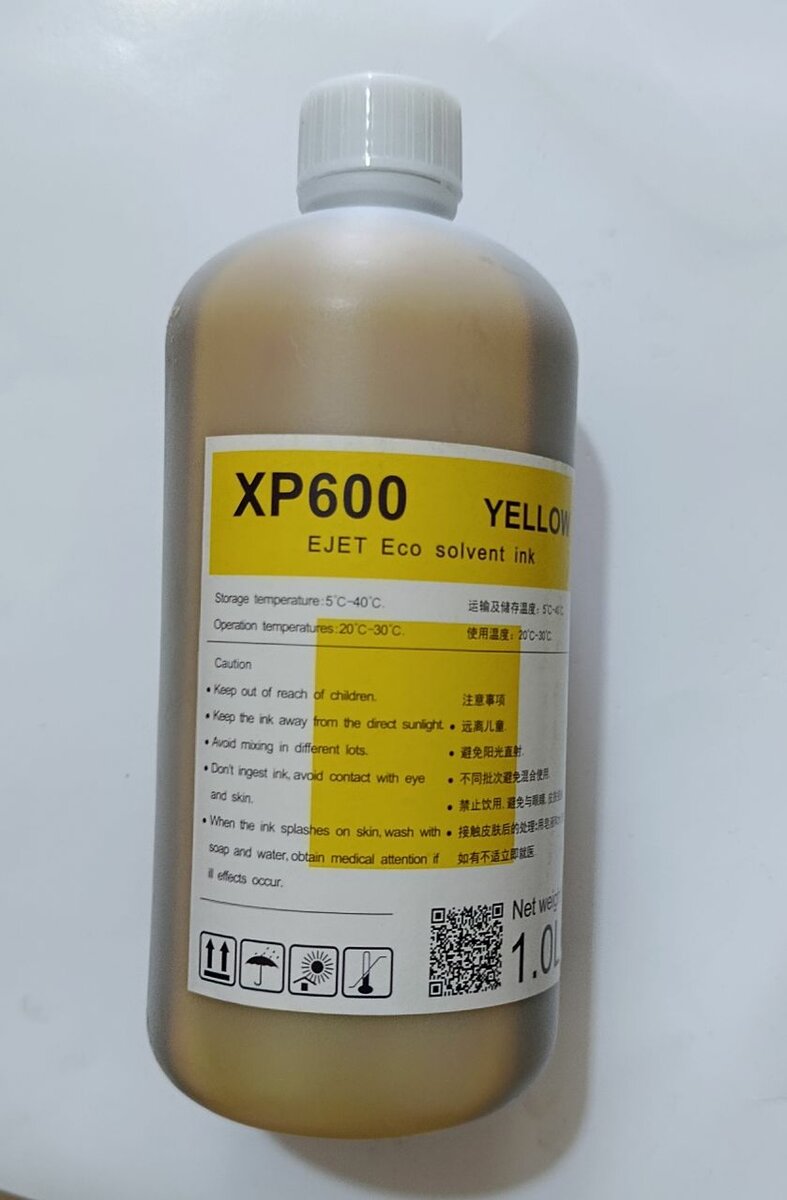 XP600
YELLOW
EJET Eco solvent ink
Storage temperature:5℃-40℃.
Operation temperatures:20℃-30℃.
运输及储存温度：5℃-40℃
使用温度：20℃-30℃.
Caution
• Keep out of reach of children.
• Keep the ink away from the direct sunlight.
• Avoid mixing in different lots.
• Don't ingest ink, avoid contact with eye
and skin.
• When the ink splashes on skin, wash with
soap and water, obtain medical attention if
ill effects occur.
注意事项
• 远离儿童.
• 避免阳光直射.
• 不同批次避免混合使用.
• 禁止饮用, 避免与眼睛, 皮肤
• 接触皮肤后的处理:用皂液
如有不适立即就医.
Net weight
1.0L